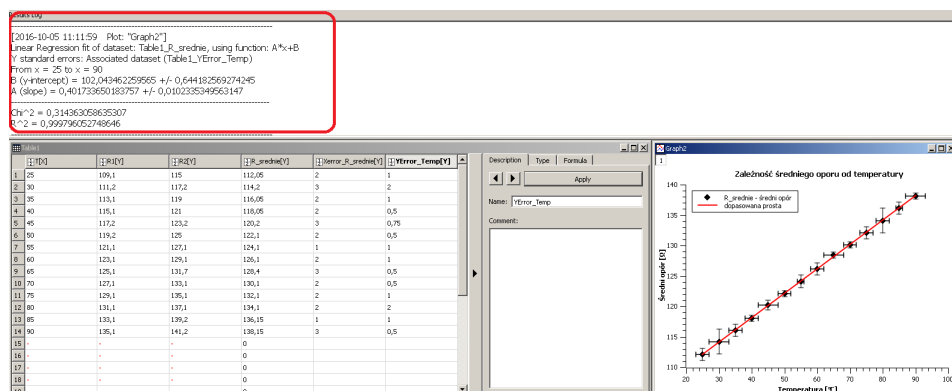 Results Log
[2016-10-05 11:11:59 Plot: "Graph2"]
Linear Regression fit of dataset: Table1_R_srednie, using function: A*x+B
Y standard errors: Associated dataset (Table1_YError_Temp)
From x = 25 to x = 90
B (y-intercept) = 102,043462259565 +/- 0,644182569274245
A (slope) = 0,401733650183757 +/- 0,0102335349563147
Chi^2 = 0,314363058635307
R^2 = 0,999796052748646
Table1
T[X] R1[Y] R2[Y] R_srednie[Y] Xerror_R_srednie[Y] YError_Temp[Y]
1 25 109,1 115 112,05 2 1
2 30 111,2 117,2 114,2 3 2
3 35 113,1 119 116,05 2 1
4 40 115,1 121 118,05 2 0,5
5 45 117,2 123,2 120,2 3 0,75
6 50 119,2 125 122,1 2 0,5
7 55 121,1 127,1 124,1 1 1
8 60 123,1 129,1 126,1 2 1
9 65 125,1 131,7 128,4 3 0,5
10 70 127,1 133,1 130,1 2 0,5
11 75 129,1 135,1 132,1 2 1
12 80 131,1 137,1 134,1 2 2
13 85 133,1 139,2 136,15 1 1
14 90 135,1 141,2 138,15 3 0,5
15 - - - 0
16 - - - 0
17 - - - 0
18 - - - 0
Description Type Formula
Apply
Name: YError_Temp
Comment:
Graph2
1
Zależność średniego oporu od temperatury
R_srednie - średni opór
dopasowana prosta
Średni opór [Ω]
140
135
130
125
120
115
110
20 30 40 50 60 70 80 90 100
Temperatura [°C]